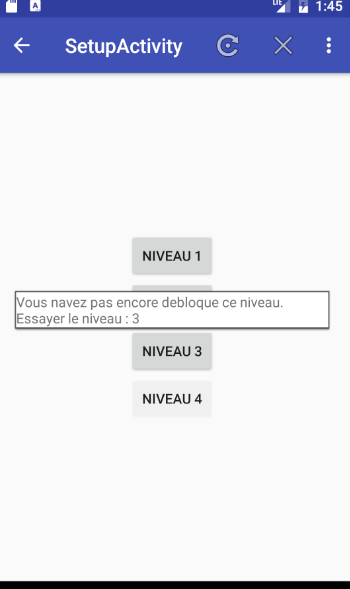 LTE 1:45
A
SetupActivity
NIVEAU 1
Vous navez pas encore debloque ce niveau.
Essayer le niveau : 3
NIVEAU 3
NIVEAU 4